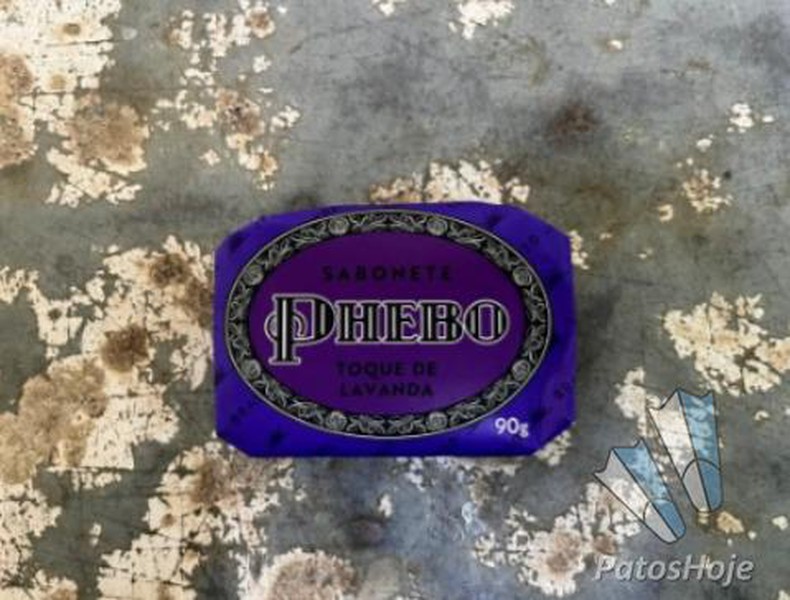 SABONETE
PHEBO
TOQUE DE
LAVANDA
90g
PatosHoje